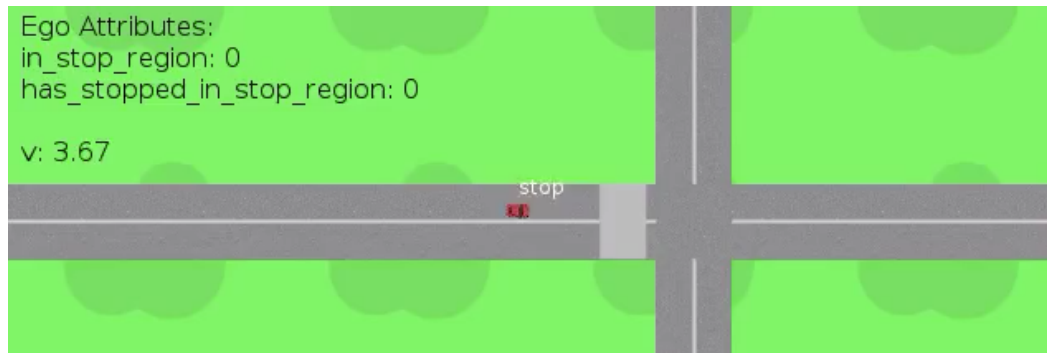 Ego Attributes:
in_stop_region: 0
has_stopped_in_stop_region: 0
v: 3.67
stop